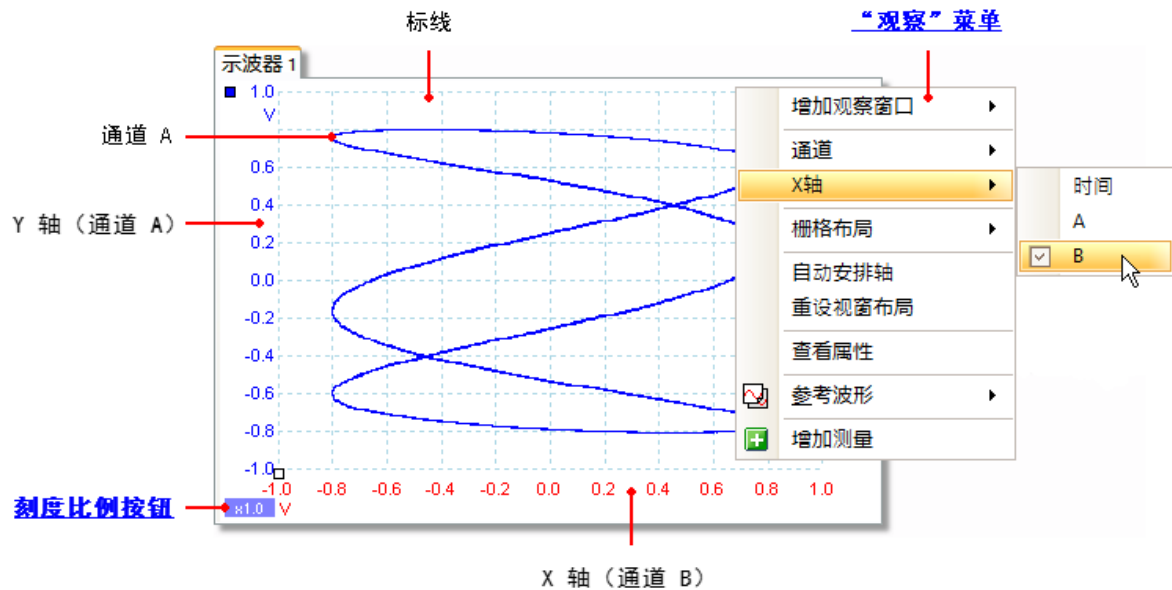 标线
“观察”菜单
示波器 1
1.0
V
通道 A
0.6
Y 轴（通道 A）
0.4
0.2
0.0
-0.2
-0.4
-0.6
-0.8
-1.0
-1.0 -0.8 -0.6 -0.4 -0.2 0.0 0.2 0.4 0.6 0.8 1.0
刻度比例按钮
x1.0 V
X 轴（通道 B）
增加观察窗口
通道
X轴
栅格布局
自动安排轴
重设视窗布局
查看属性
参考波形
增加测量
时间
A
B